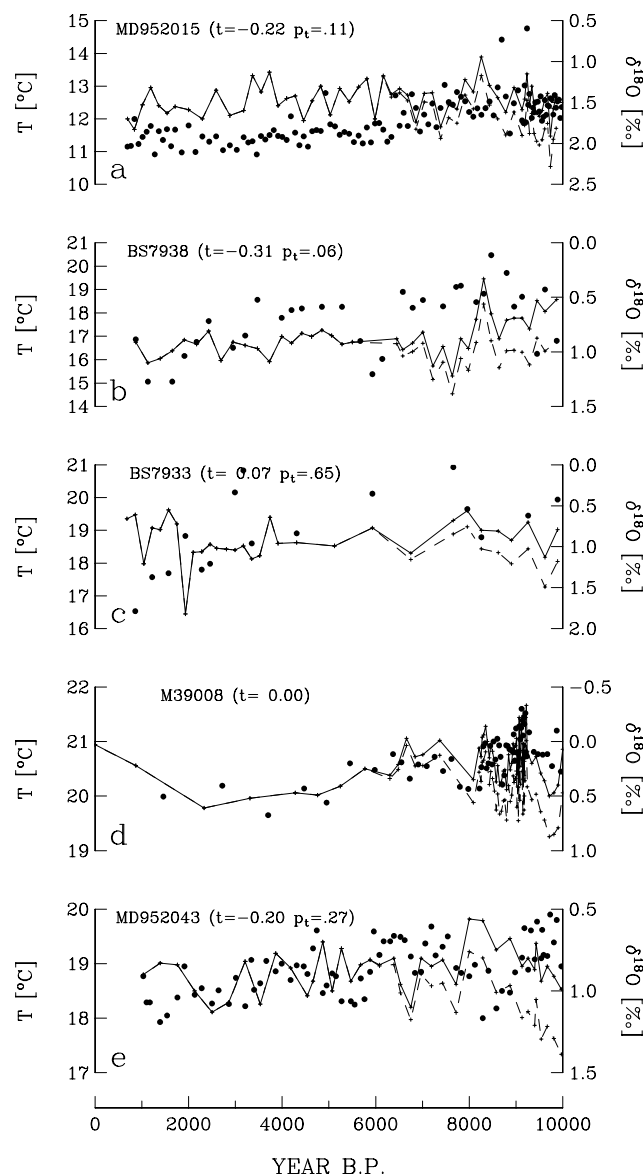 15
14
13
12
11
10
T [°C]
MD952015 (t=−0.22 pt=.11)
a
0.5
1.0
1.5
2.0
2.5
δ18O [‰]
21
20
19
18
17
16
15
14
T [°C]
BS7938 (t=−0.31 pt=.06)
b
0.0
0.5
1.0
1.5
δ18O [‰]
21
20
19
18
17
16
T [°C]
BS7933 (t= 0.07 pt=.65)
c
0.0
0.5
1.0
1.5
2.0
δ18O [‰]
22
21
20
19
T [°C]
M39008 (t= 0.00)
d
−0.5
0.0
0.5
1.0
δ18O [‰]
20
19
18
17
T [°C]
MD952043 (t=−0.20 pt=.27)
e
0.5
1.0
1.5
δ18O [‰]
0 2000 4000 6000 8000 10000
YEAR B.P.